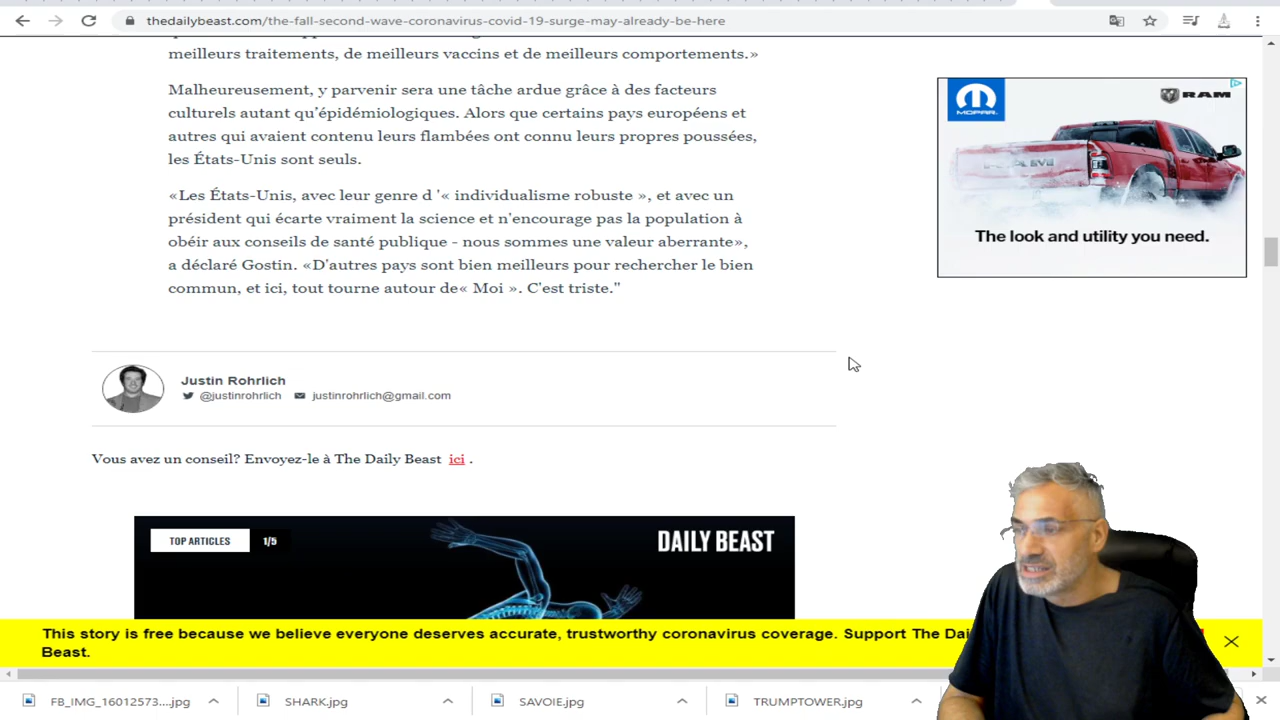 thedailybeast.com/the-fall-second-wave-coronavirus-covid-19-surge-may-already-be-here
meilleurs traitements, de meilleurs vaccins et de meilleurs comportements.»
Malheureusement, y parvenir sera une tâche ardue grâce à des facteurs
culturels autant qu’épidémiologiques. Alors que certains pays européens et
autres qui avaient contenu leurs flambées ont connu leurs propres poussées,
les États-Unis sont seuls.
«Les États-Unis, avec leur genre d '« individualisme robuste », et avec un
président qui écarte vraiment la science et n'encourage pas la population à
obéir aux conseils de santé publique - nous sommes une valeur aberrante»,
a déclaré Gostin. «D'autres pays sont bien meilleurs pour rechercher le bien
commun, et ici, tout tourne autour de« Moi ». C'est triste."
MOPAR
RAM
The look and utility you need.
Justin Rohrlich
@justinrohrlich justinrohrlich@gmail.com
Vous avez un conseil? Envoyez-le à The Daily Beast ici .
TOP ARTICLES 1/5
DAILY BEAST
This story is free because we believe everyone deserves accurate, trustworthy coronavirus coverage. Support The Dai
Beast.
FB_IMG_16012573....jpg
SHARK.jpg
SAVOIE.jpg
TRUMPTOWER.jpg